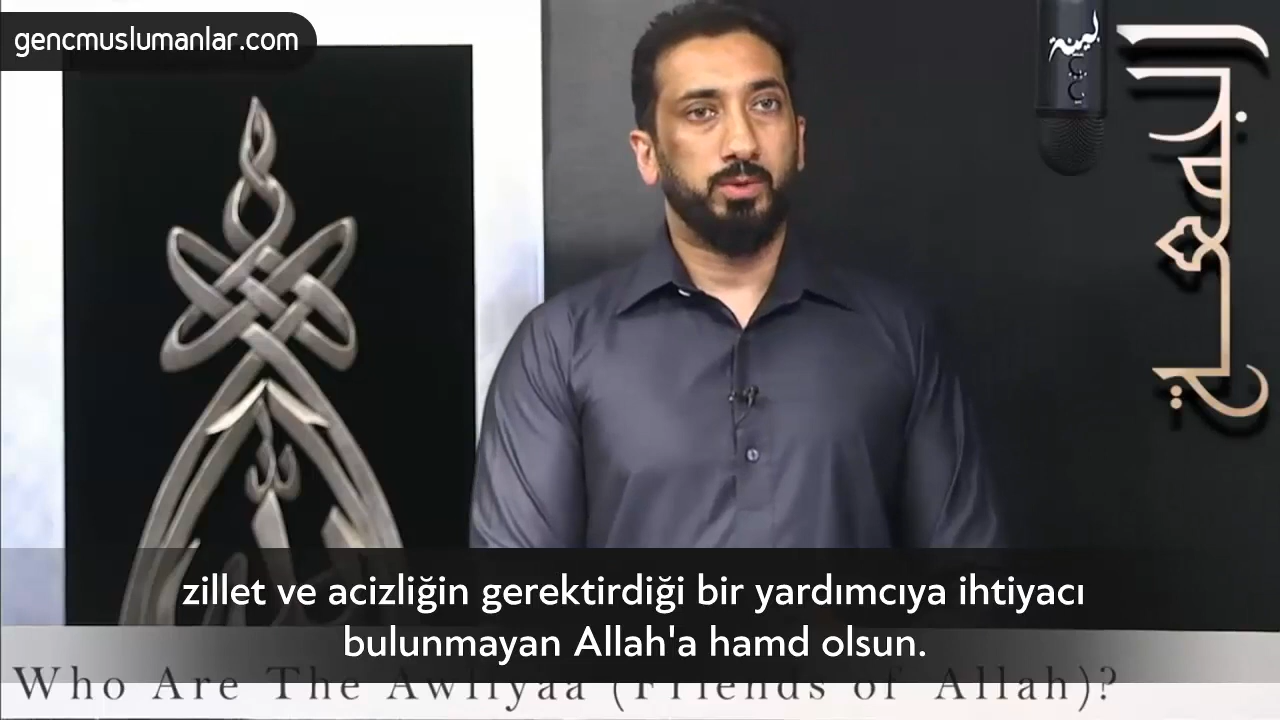 gencmuslumanlar.com
بينة
zillet ve acizliğin gerektirdiği bir yardımcıya ihtiyacı
bulunmayan Allah'a hamd olsun.
Who Are The Awliyaa (Friends of Allah)?